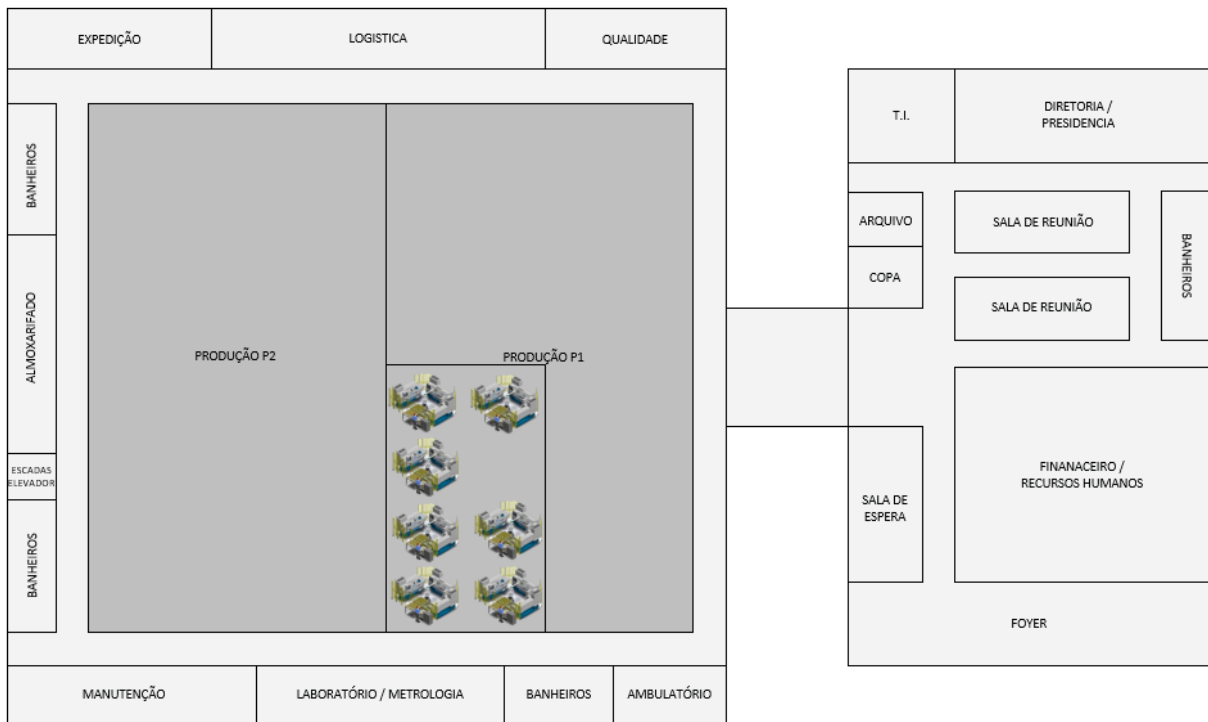 EXPEDIÇÃO
LOGISTICA
QUALIDADE
BANHEIROS
ALMOXARIFADO
ESCADAS
ELEVADOR
BANHEIROS
PRODUÇÃO P2
PRODUÇÃO P1
MANUTENÇÃO
LABORATÓRIO / METROLOGIA
BANHEIROS
AMBULATÓRIO
T.I.
DIRETORIA /
PRESIDENCIA
ARQUIVO
SALA DE REUNIÃO
BANHEIROS
COPA
SALA DE REUNIÃO
FINANACEIRO /
RECURSOS HUMANOS
SALA DE
ESPERA
FOYER